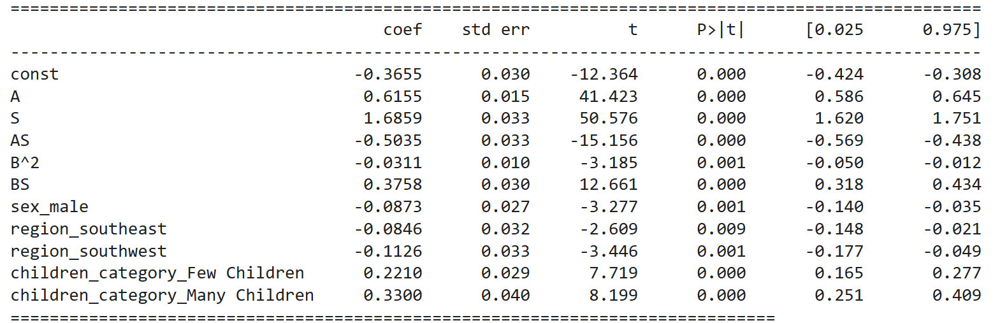 ====================================================================================================
coef std err t P>|t| [0.025 0.975]
----------------------------------------------------------------------------------------------------
const -0.3655 0.030 -12.364 0.000 -0.424 -0.308
A 0.6155 0.015 41.423 0.000 0.586 0.645
S 1.6859 0.033 50.576 0.000 1.620 1.751
AS -0.5035 0.033 -15.156 0.000 -0.569 -0.438
B^2 -0.0311 0.010 -3.185 0.001 -0.050 -0.012
BS 0.3758 0.030 12.661 0.000 0.318 0.434
sex_male -0.0873 0.027 -3.277 0.001 -0.140 -0.035
region_southeast -0.0846 0.032 -2.609 0.009 -0.148 -0.021
region_southwest -0.1126 0.033 -3.446 0.001 -0.177 -0.049
children_category_Few Children 0.2210 0.029 7.719 0.000 0.165 0.277
children_category_Many Children 0.3300 0.040 8.199 0.000 0.251 0.409
==============================================================================